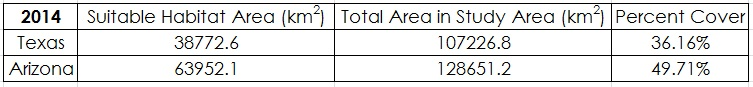 2014 Suitable Habitat Area (km²) Total Area in Study Area (km²) Percent Cover
Texas 38772.6 107226.8 36.16%
Arizona 63952.1 128651.2 49.71%